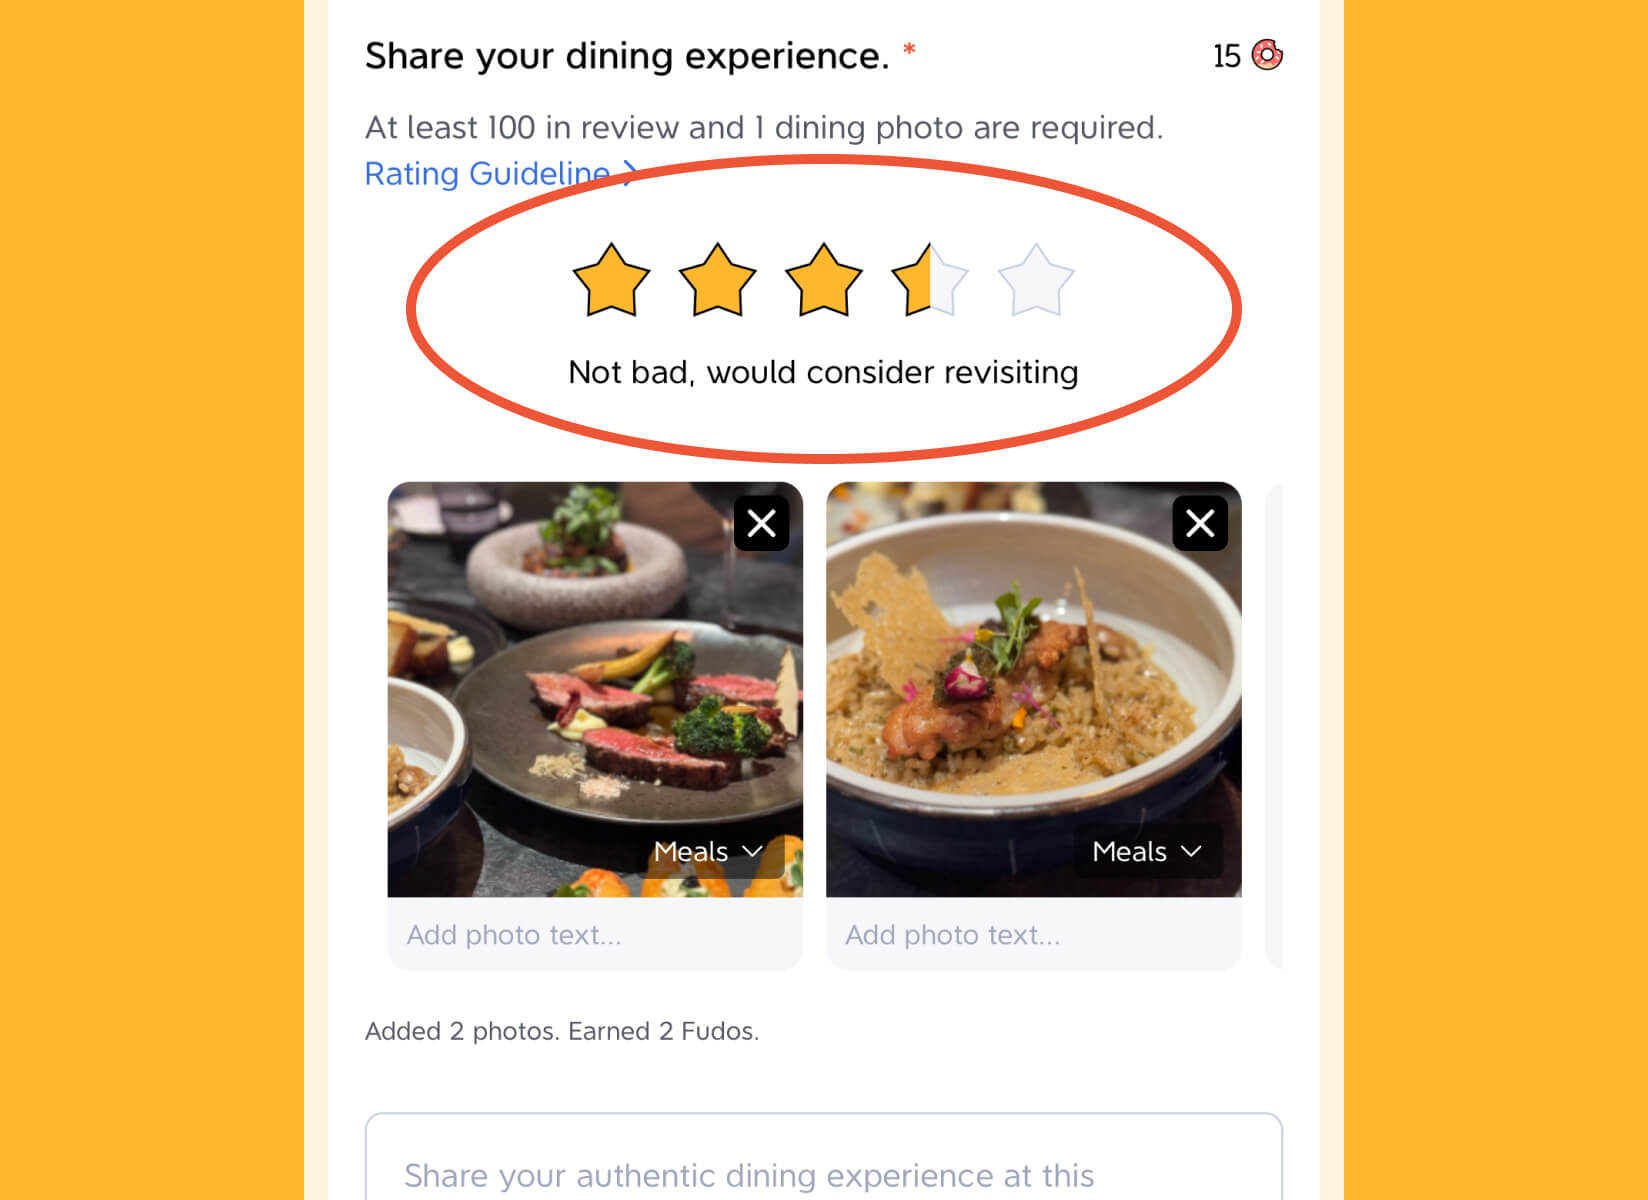 Share your dining experience. *
15
At least 100 in review and 1 dining photo are required.
Rating Guideline >
Not bad, would consider revisiting
Meals
Meals
Add photo text...
Add photo text...
Added 2 photos. Earned 2 Fudos.
Share your authentic dining experience at this